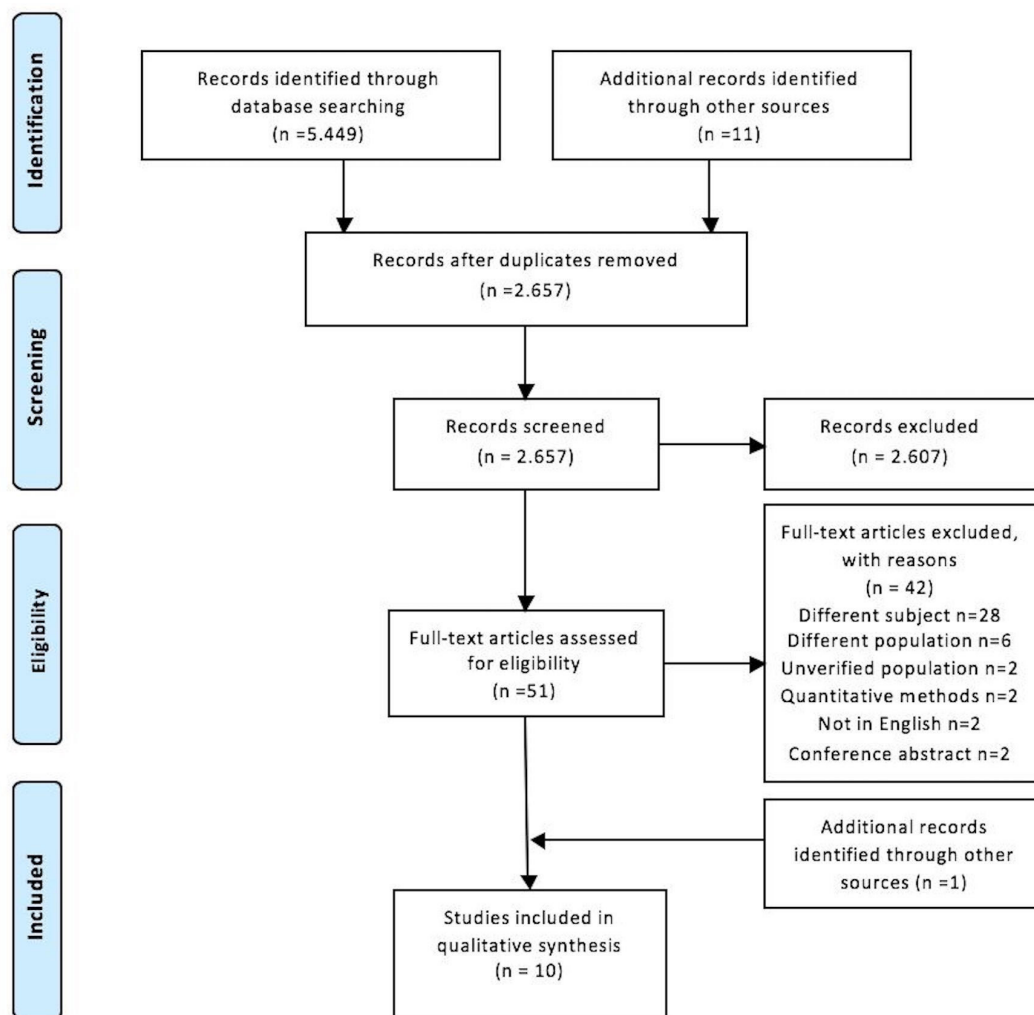 Identification
Records identified through
database searching
(n =5.449)
Additional records identified
through other sources
(n =11)
Records after duplicates removed
(n =2.657)
Screening
Records screened
(n = 2.657)
Records excluded
(n = 2.607)
Eligibility
Full-text articles assessed
for eligibility
(n =51)
Full-text articles excluded,
with reasons
(n = 42)
Different subject n=28
Different population n=6
Unverified population n=2
Quantitative methods n=2
Not in English n=2
Conference abstract n=2
Included
Additional records
identified through other
sources (n =1)
Studies included in
qualitative synthesis
(n = 10)